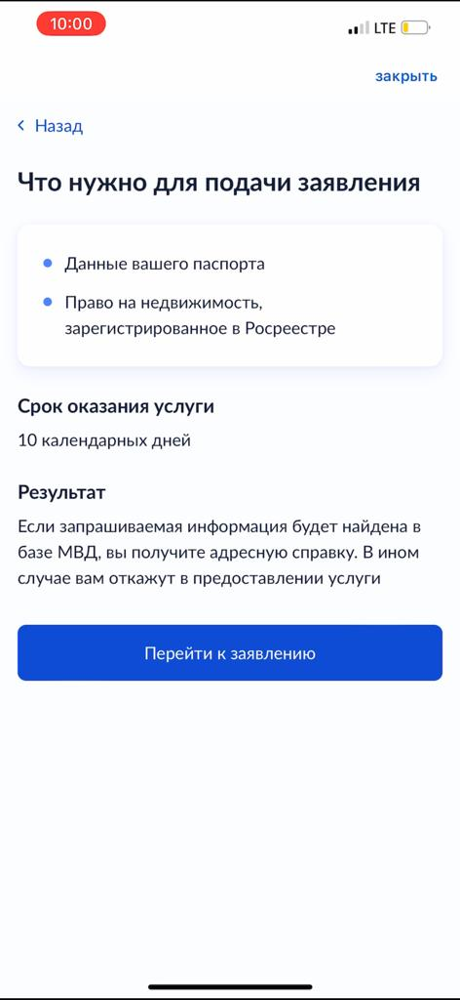 10:00
LTE
закрыть
Назад
Что нужно для подачи заявления
Данные вашего паспорта
Право на недвижимость,
зарегистрированное в Росреестре
Срок оказания услуги
10 календарных дней
Результат
Если запрашиваемая информация будет найдена в
базе МВД, вы получите адресную справку. В ином
случае вам откажут в предоставлении услуги
Перейти к заявлению